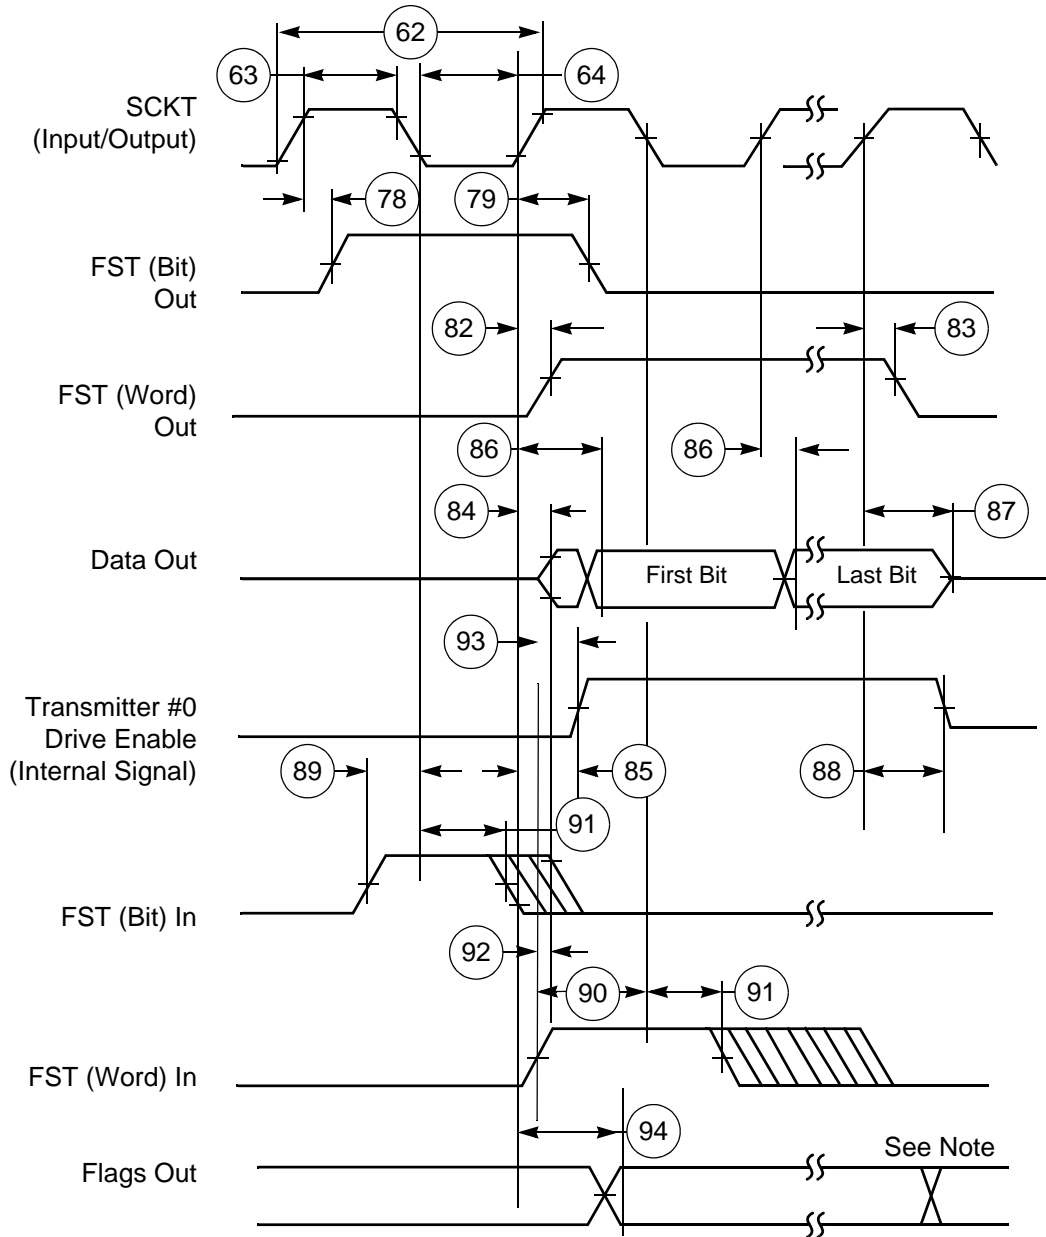 62
63
64
SCKT
(Input/Output)
78
79
FST (Bit)
Out
82
83
FST (Word)
Out
86
86
84
87
Data Out
First Bit
Last Bit
93
Transmitter #0
Drive Enable
(Internal Signal)
89
85
88
91
FST (Bit) In
92
90
91
FST (Word) In
94
See Note
Flags Out